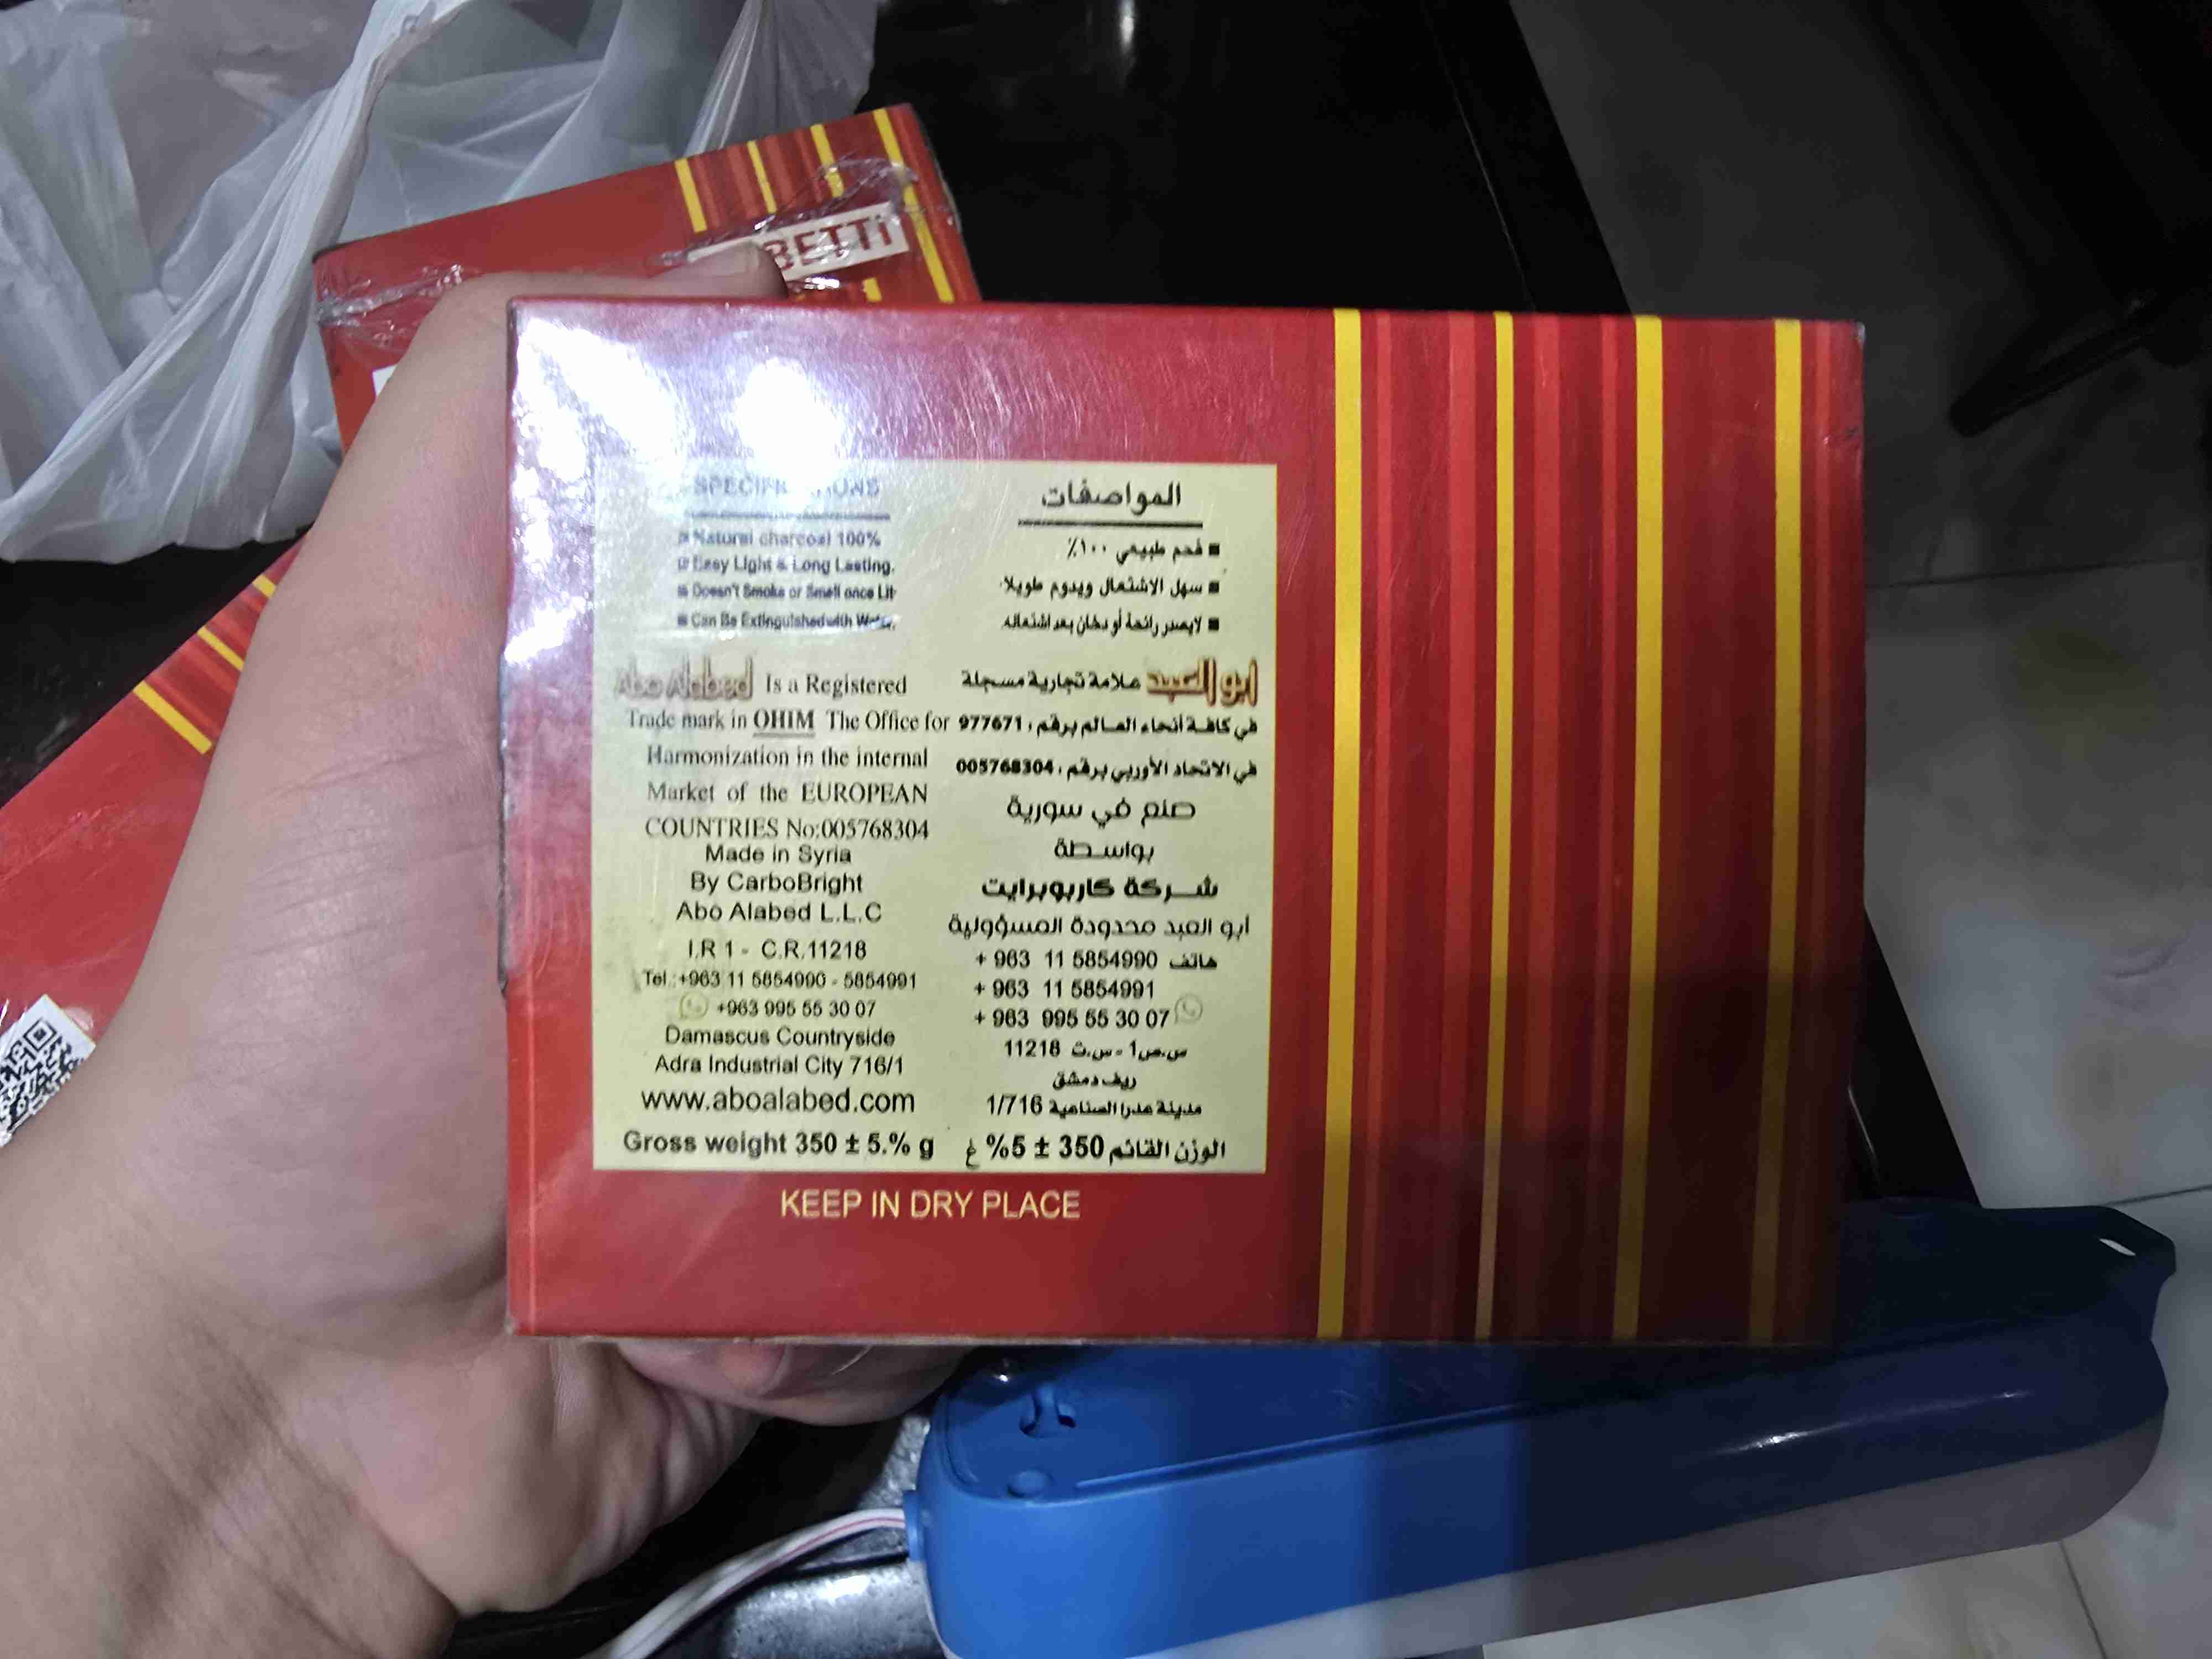 BETTi
SPECIFICATIONS
Natural charcoal 100%
Easy Light & Long Lasting.
Doesn't Smoke or Smell once Lit
Can Be Extinguished with Water.
Abo Alabed Is a Registered
Trade mark in OHIM The Office for
Harmonization in the internal
Market of the EUROPEAN
COUNTRIES No:005768304
Made in Syria
By CarboBright
Abo Alabed L.L.C
I.R 1 - C.R.11218
Tel.:+963 11 5854990 - 5854991
+963 995 55 30 07
Damascus Countryside
Adra Industrial City 716/1
www.aboalabed.com
Gross weight 350 ± 5.% g
المواصفات
فحم طبيعي ١٠٠٪
سهل الاشتعال ويدوم طويلا.
لايصدر رائحة أو دخان بعد اشتعاله.
ابو العبد علامة تجارية مسجلة
في كافة أنحاء العالم برقم : 977671
في الاتحاد الأوربي برقم : 005768304
صنع في سورية
بواسطة
شركة كاربوبرايت
أبو العبد محدودة المسؤولية
هاتف 5854990 11 963 +
+ 963 11 5854991
+ 963 995 55 30 07
س.ص1 - س.ت 11218
ريف دمشق
مدينة عدرا الصناعية 1/716
الوزن القائم 350 ± 5% غ
KEEP IN DRY PLACE